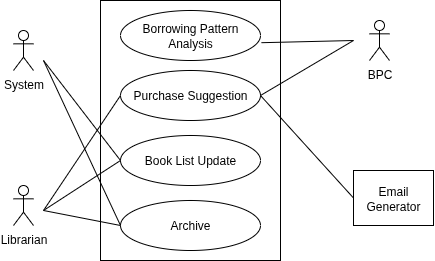 Borrowing Pattern
Analysis
System
BPC
Purchase Suggestion
Book List Update
Email
Generator
Librarian
Archive